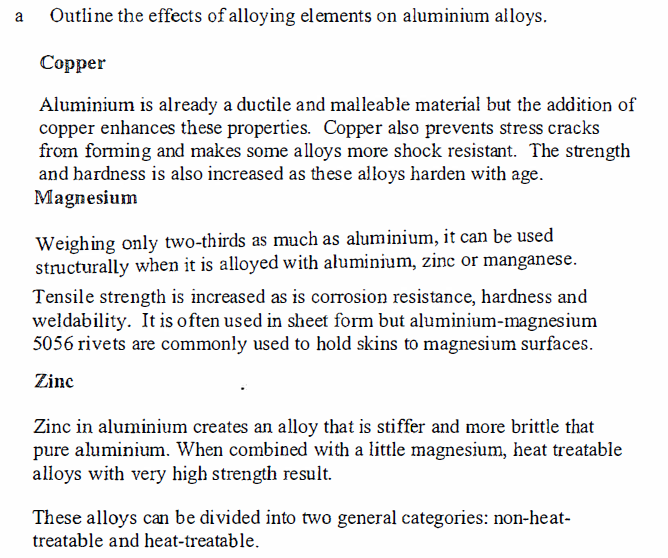 a Outline the effects of alloying elements on aluminium alloys.
Copper
Aluminium is already a ductile and malleable material but the addition of
copper enhances these properties. Copper also prevents stress cracks
from forming and makes some alloys more shock resistant. The strength
and hardness is also increased as these alloys harden with age.
Magnesium
Weighing only two-thirds as much as aluminium, it can be used
structurally when it is alloyed with aluminium, zinc or manganese.
Tensile strength is increased as is corrosion resistance, hardness and
weldability. It is often used in sheet form but aluminium-magnesium
5056 rivets are commonly used to hold skins to magnesium surfaces.
Zinc
Zinc in aluminium creates an alloy that is stiffer and more brittle that
pure aluminium. When combined with a little magnesium, heat treatable
alloys with very high strength result.
These alloys can be divided into two general categories: non-heat-
treatable and heat-treatable.